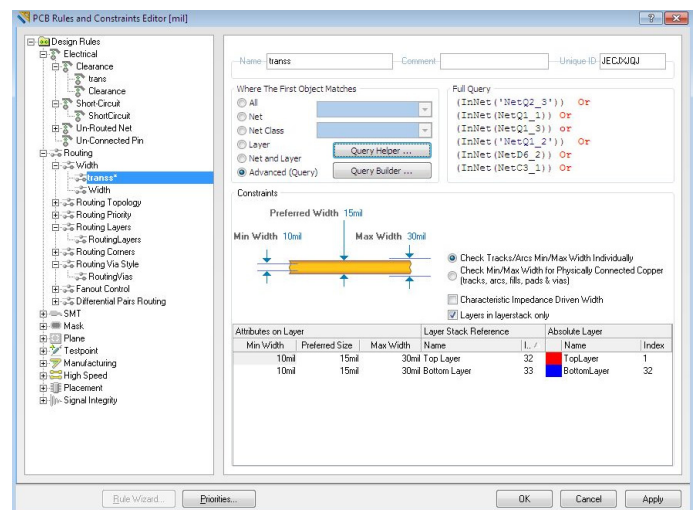 PCB Rules and Constraints Editor [mil]
Design Rules
Electrical
Clearance
trans
Clearance
Short-Circuit
ShortCircuit
Un-Routed Net
Un-Connected Pin
Routing
Width
transs*
Width
Routing Topology
Routing Priority
Routing Layers
RoutingLayers
Routing Corners
Routing Via Style
RoutingVias
Fanout Control
Differential Pairs Routing
SMT
Mask
Plane
Testpoint
Manufacturing
High Speed
Placement
Signal Integrity
Name transs Comment Unique ID JECJXJQJ
Where The First Object Matches
All
Net
Net Class
Layer
Net and Layer
Advanced (Query)
Query Helper ...
Query Builder ...
Full Query
(InNet('NetQ2_3')) Or
(InNet(NetQ1_1)) Or
(InNet(NetQ1_3)) or
(InNet('NetQ1_2')) Or
(InNet(NetD6_2)) Or
(InNet(NetC3_1)) Or
Constraints
Preferred Width 15mil
Min Width 10mil Max Width 30mil
Check Tracks/Arcs Min/Max Width Individually
Check Min/Max Width for Physically Connected Copper
(tracks, arcs, fills, pads & vias)
Characteristic Impedance Driven Width
Layers in layerstack only
Attributes on Layer Layer Stack Reference Absolute Layer
Min Width Preferred Size Max Width Name I.. Name Index
10mil 15mil 30mil Top Layer 32 TopLayer 1
10mil 15mil 30mil Bottom Layer 33 BottomLayer 32
Rule Wizard... Priorities... OK Cancel Apply